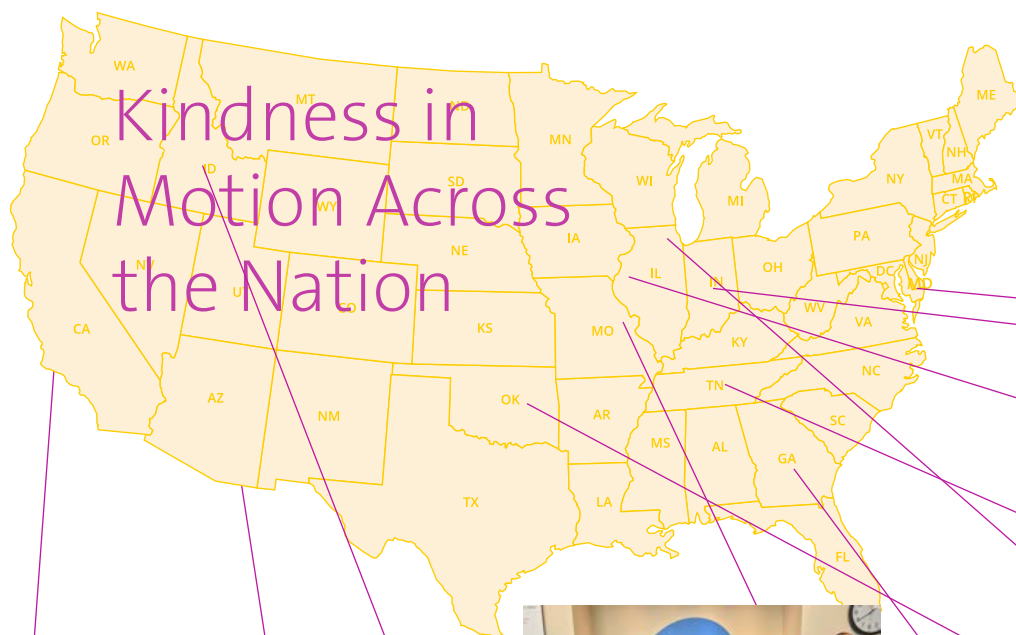 Kindness in
Motion Across
the Nation
WA
OR
CA
NV
ID
MT
WY
UT
CO
AZ
NM
ND
SD
NE
KS
OK
TX
MN
IA
MO
AR
LA
WI
IL
MI
IN
OH
KY
TN
MS
AL
GA
FL
SC
NC
VA
WV
DC
MD
NJ
PA
NY
CT
RI
MA
VT
NH
ME